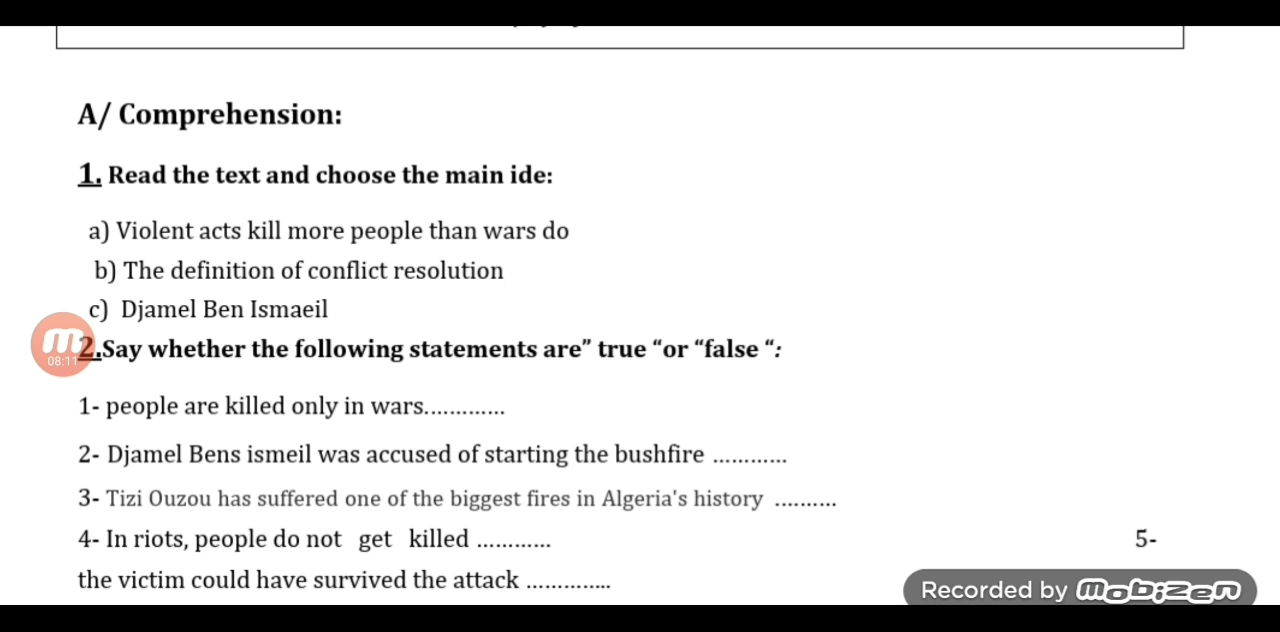 A/ Comprehension:
1. Read the text and choose the main ide:
a) Violent acts kill more people than wars do
b) The definition of conflict resolution
c) Djamel Ben Ismaeil
08:11
2.Say whether the following statements are” true “or “false “:
1- people are killed only in wars.............
2- Djamel Bens ismeil was accused of starting the bushfire ............
3- Tizi Ouzou has suffered one of the biggest fires in Algeria's history ..........
4- In riots, people do not get killed ............ 5-
the victim could have survived the attack ..............
Recorded by mobizen